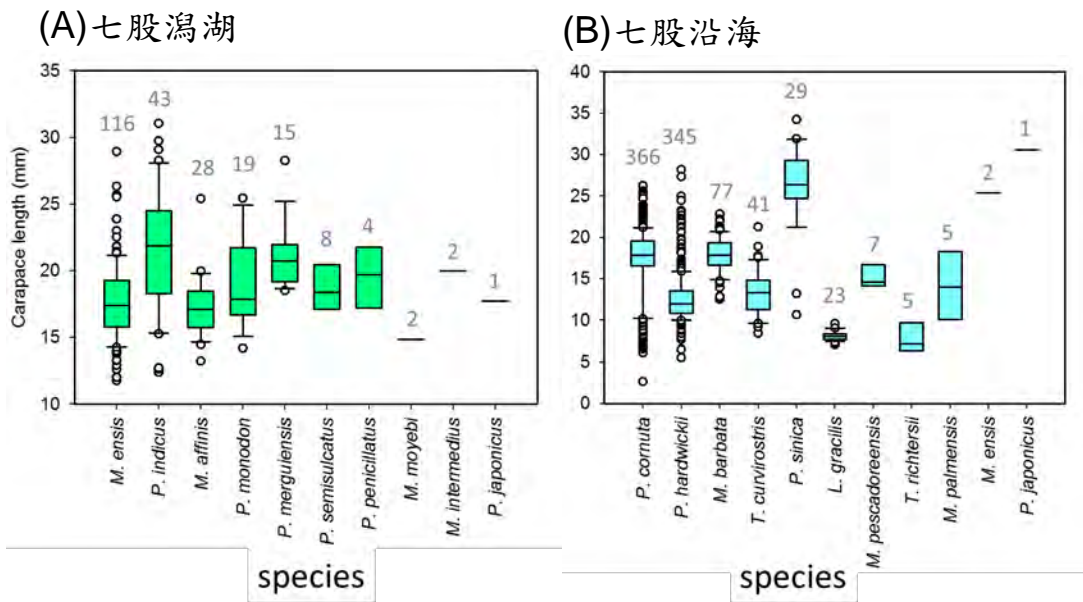 (A)七股潟湖
35
30
25
20
15
10
Carapace length (mm)
116
43
28
19
15
8
4
2
2
1
M. ensis
P. indicus
M. affinis
P. monodon
P. merguiensis
P. semisulcatus
P. penicillatus
M. moyebi
M. intermedius
P. japonicus
species
(B)七股沿海
40
35
30
25
20
15
10
5
0
366
345
77
41
29
23
7
5
5
2
1
P. cornuta
P. hardwickii
M. barbata
T. curvirostris
P. sinica
L. gracilis
M. pescadoreensis
T. richtersii
M. palmensis
M. ensis
P. japonicus
species